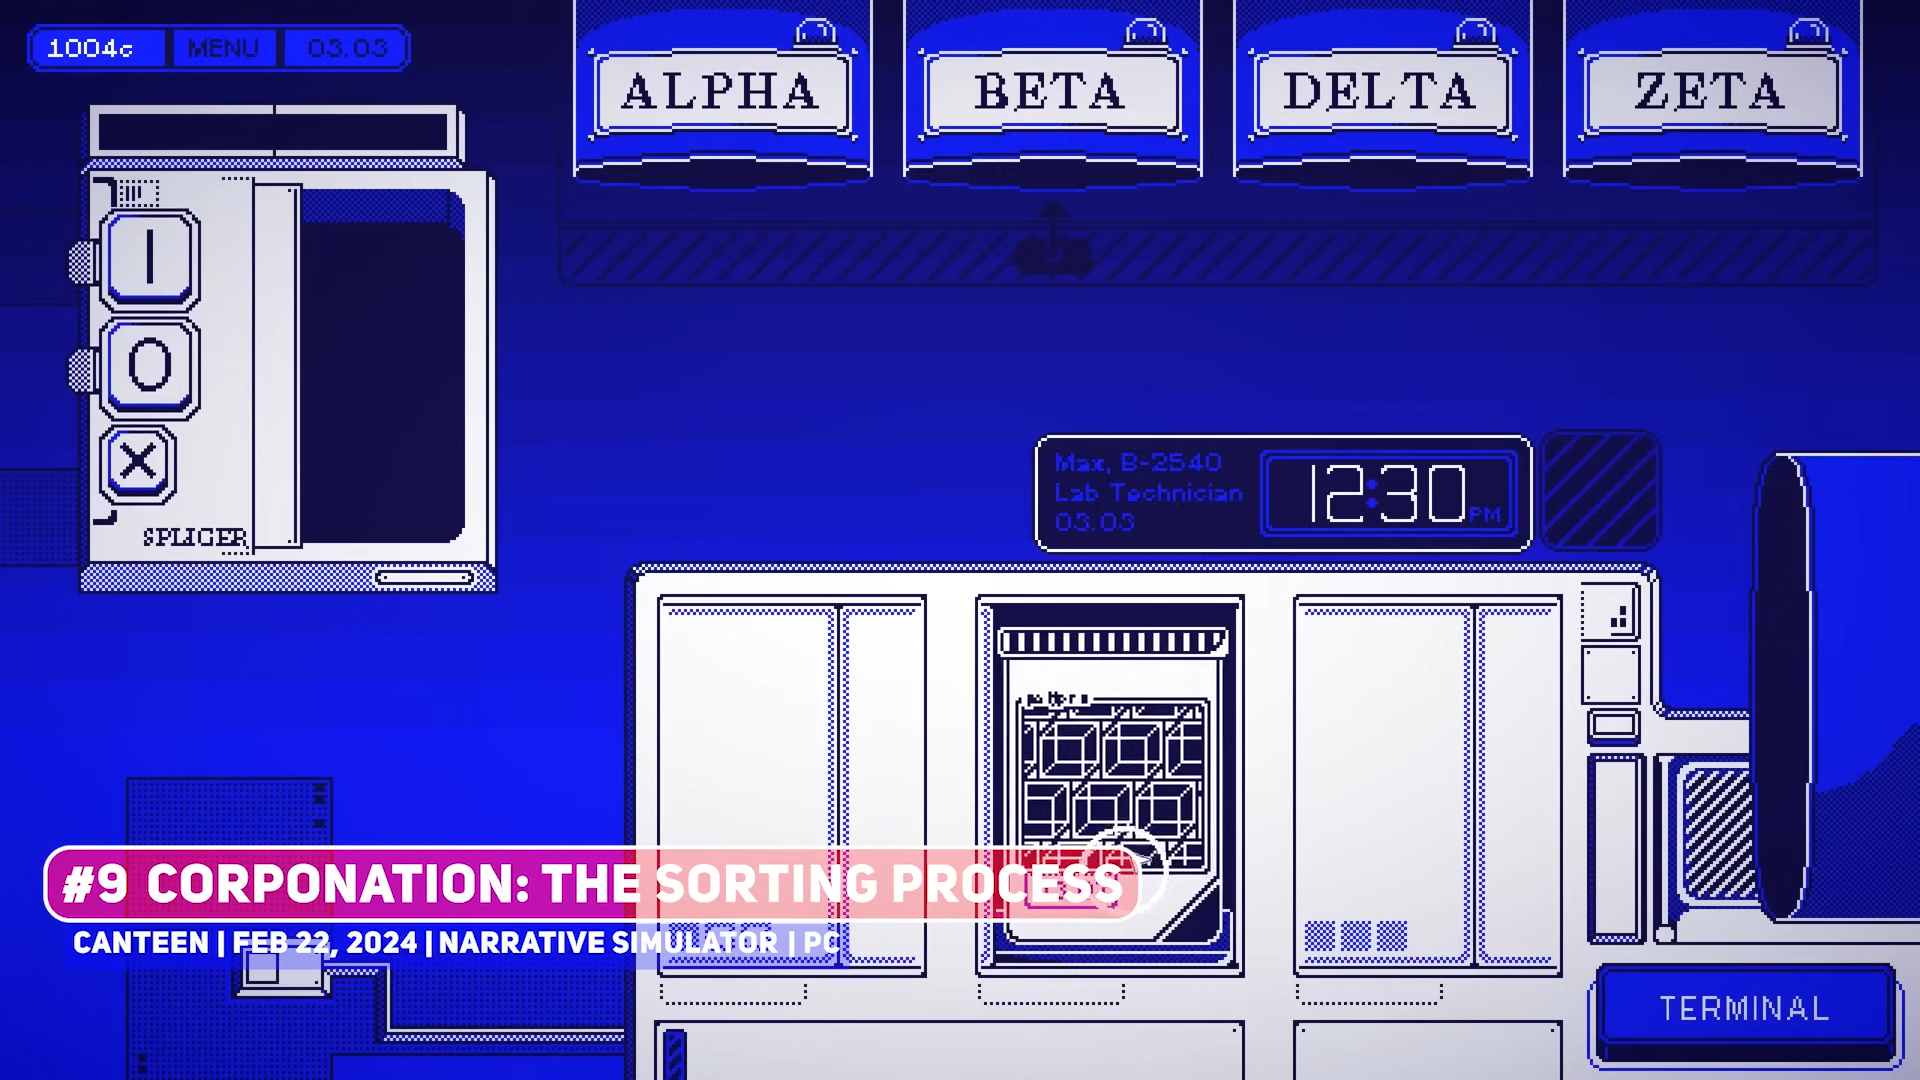 1004c MENU 03.03
ALPHA BETA DELTA ZETA
I
O
X
SPLICER
Max, B-2540
Lab Technician
03.03
12:30 PM
pattern
#9 CORPONATION: THE SORTING PROCESS
CANTEEN | FEB 22, 2024 | NARRATIVE SIMULATOR | PC
TERMINAL